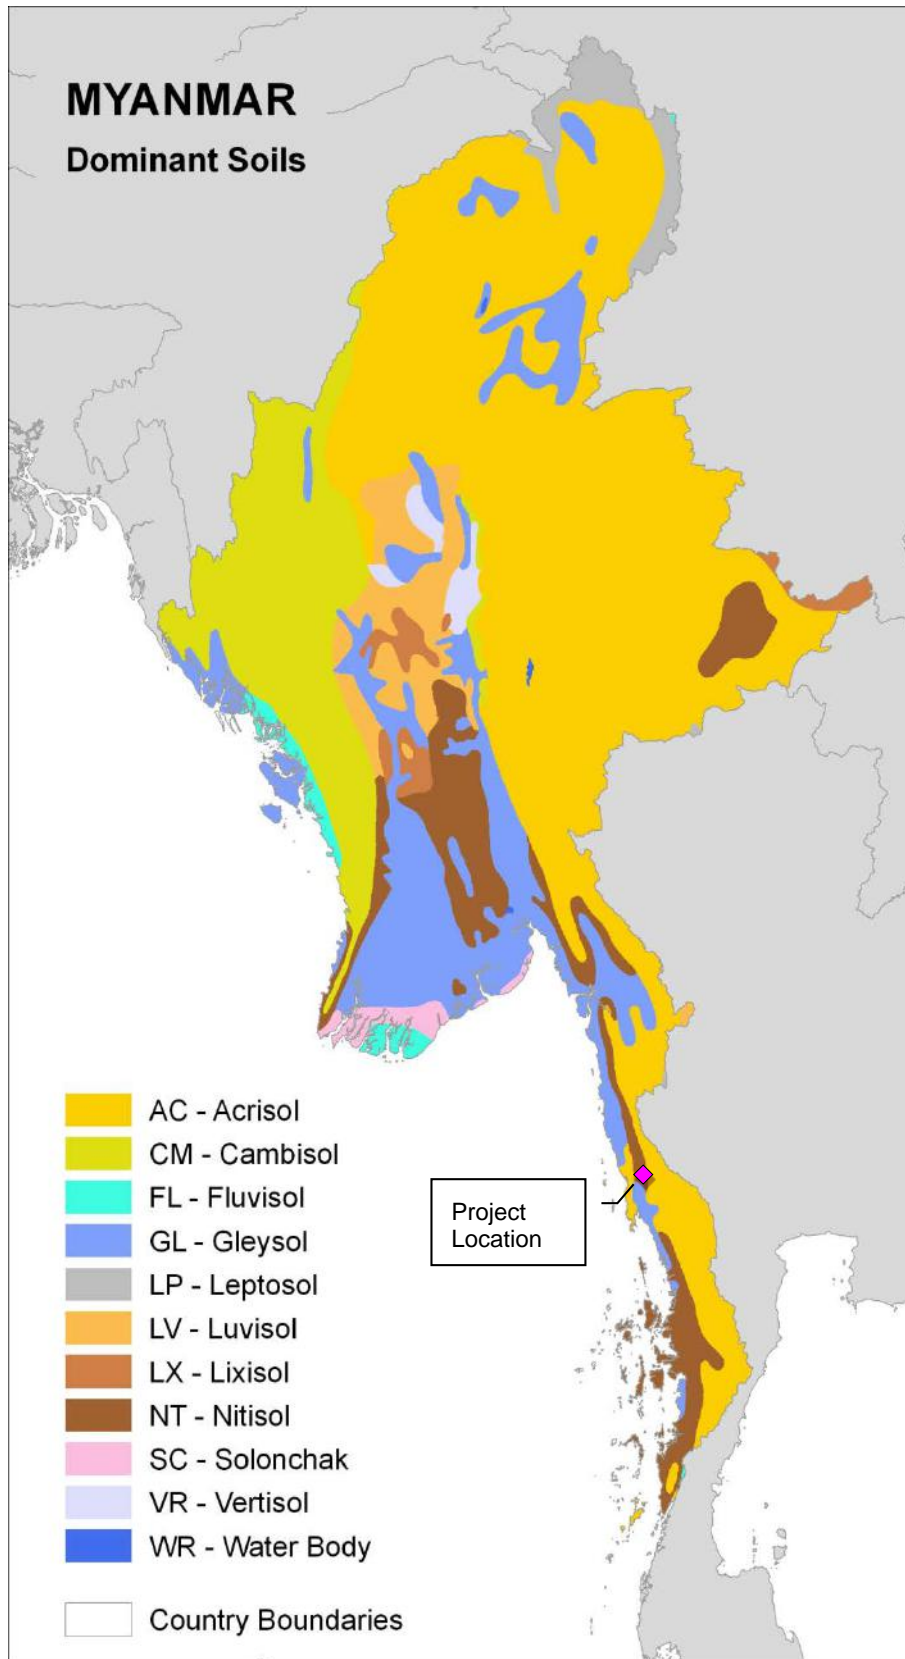 MYANMAR
Dominant Soils
AC - Acrisol
CM - Cambisol
FL - Fluvisol
GL - Gleysol
LP - Leptosol
LV - Luvisol
LX - Lixisol
NT - Nitisol
SC - Solonchak
VR - Vertisol
WR - Water Body
Country Boundaries
Project
Location